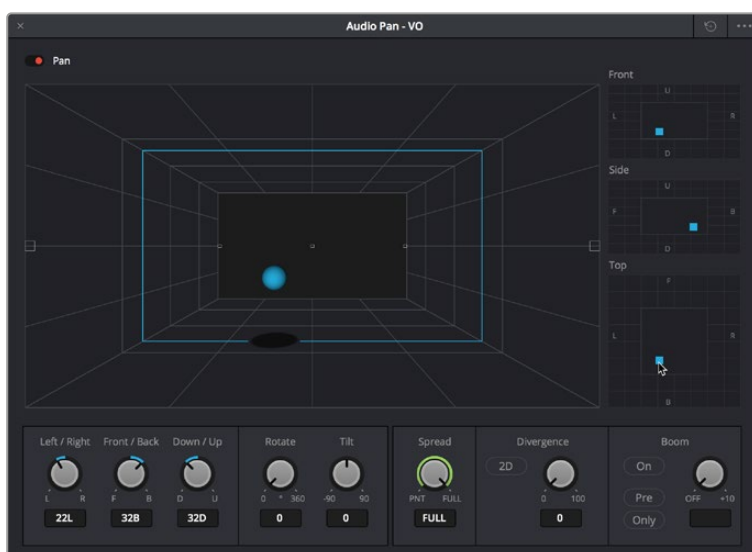 Audio Pan - VO
Pan
Front
U
L R
D
Side
U
F B
D
Top
F
L R
B
Left / Right Front / Back Down / Up Rotate Tilt Spread Divergence Boom
2D On
L R F B D U 0 ° 360 -90 90 PNT FULL 0 100 Pre OFF +10
22L 32B 32D 0 0 FULL 0 Only